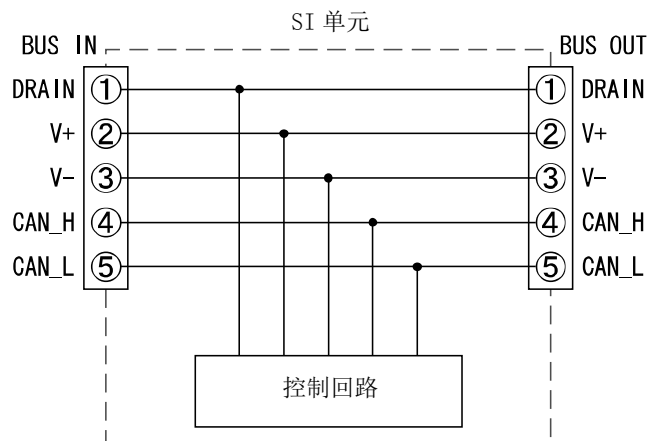 SI 单元
BUS IN
BUS OUT
DRAIN ① ① DRAIN
V+ ② ② V+
V- ③ ③ V-
CAN_H ④ ④ CAN_H
CAN_L ⑤ ⑤ CAN_L
控制回路